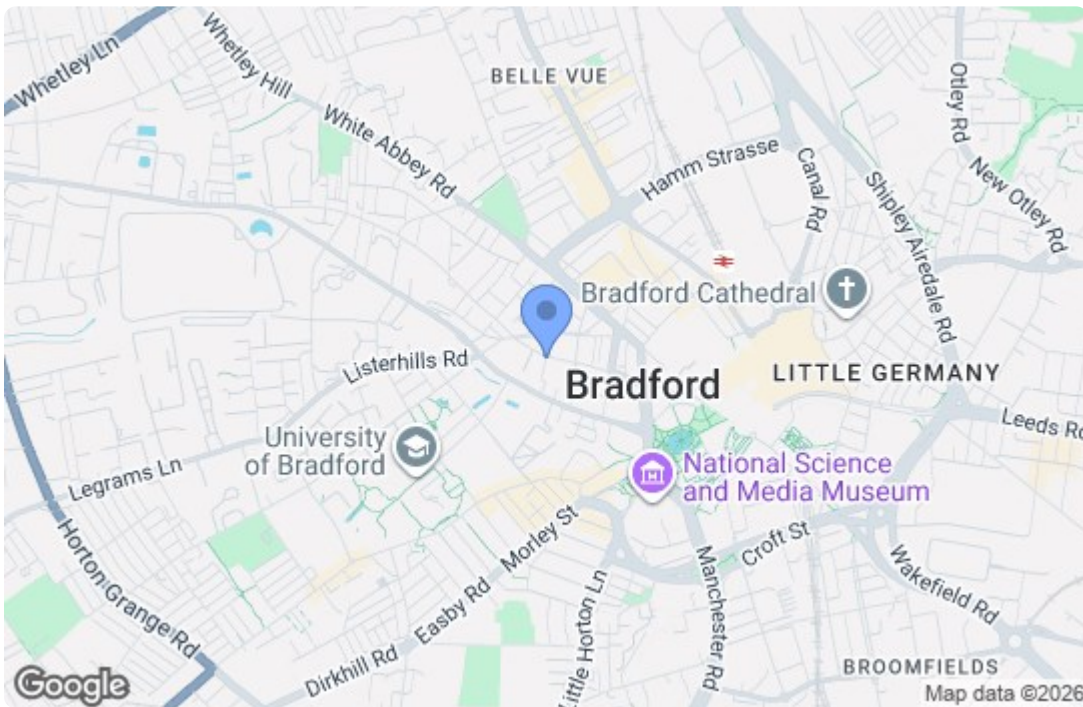 Whetley Ln
Whetley Hill
BELLE VUE
White Abbey Rd
Hamm Strasse
Canal Rd
Otley Rd
New Otley Rd
Shipley Airedale Rd
Bradford Cathedral
Listerhills Rd
Bradford
LITTLE GERMANY
Leeds Rd
University
of Bradford
Legrams Ln
National Science
and Media Museum
Horton Grange Rd
Morley St
Croft St
Easby Rd
Manchester Rd
Wakefield Rd
Little Horton Ln
Dirkhill Rd
BROOMFIELDS
Google
Map data ©2026